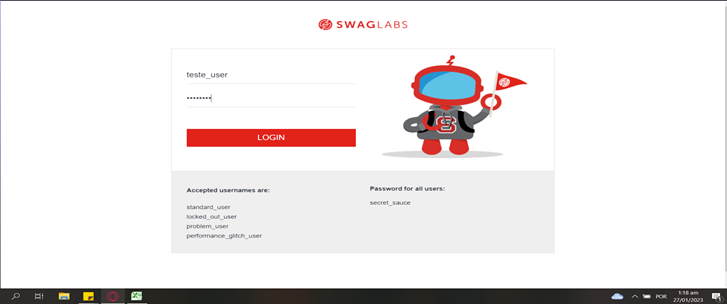 SWAGLABS
teste_user
••••••••
LOGIN
Accepted usernames are:
standard_user
locked_out_user
problem_user
performance_glitch_user
Password for all users:
secret_sauce
POR
1:18 am
27/01/2023